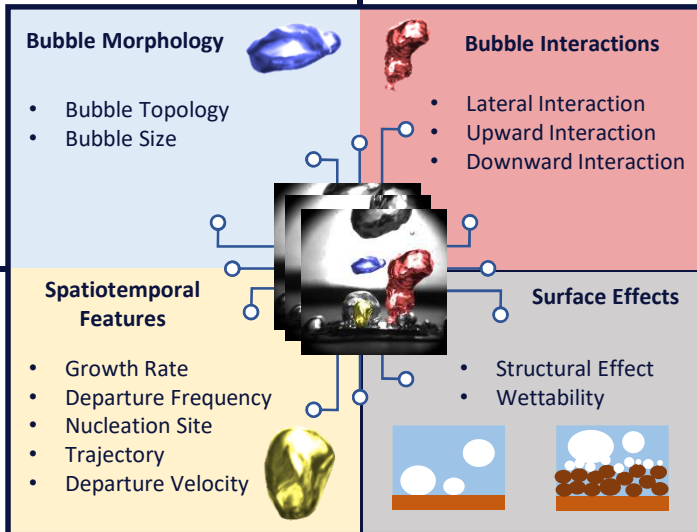 Bubble Morphology
• Bubble Topology
• Bubble Size
Bubble Interactions
• Lateral Interaction
• Upward Interaction
• Downward Interaction
Spatiotemporal
Features
• Growth Rate
• Departure Frequency
• Nucleation Site
• Trajectory
• Departure Velocity
Surface Effects
• Structural Effect
• Wettability